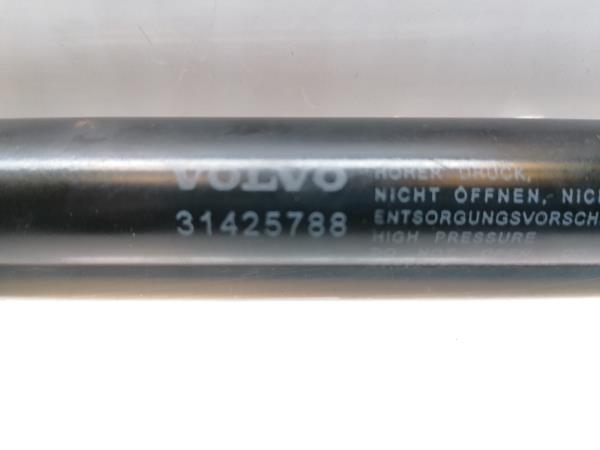 VOLVO
31425788
HOHER DRUCK,
NICHT ÖFFNEN,
ENTSORGUNGSVORSCH
HIGH PRESSURE